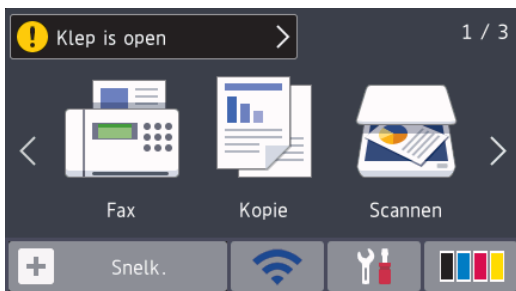 ! Klep is open
1 / 3
Fax
Kopie
Scannen
Snelk.